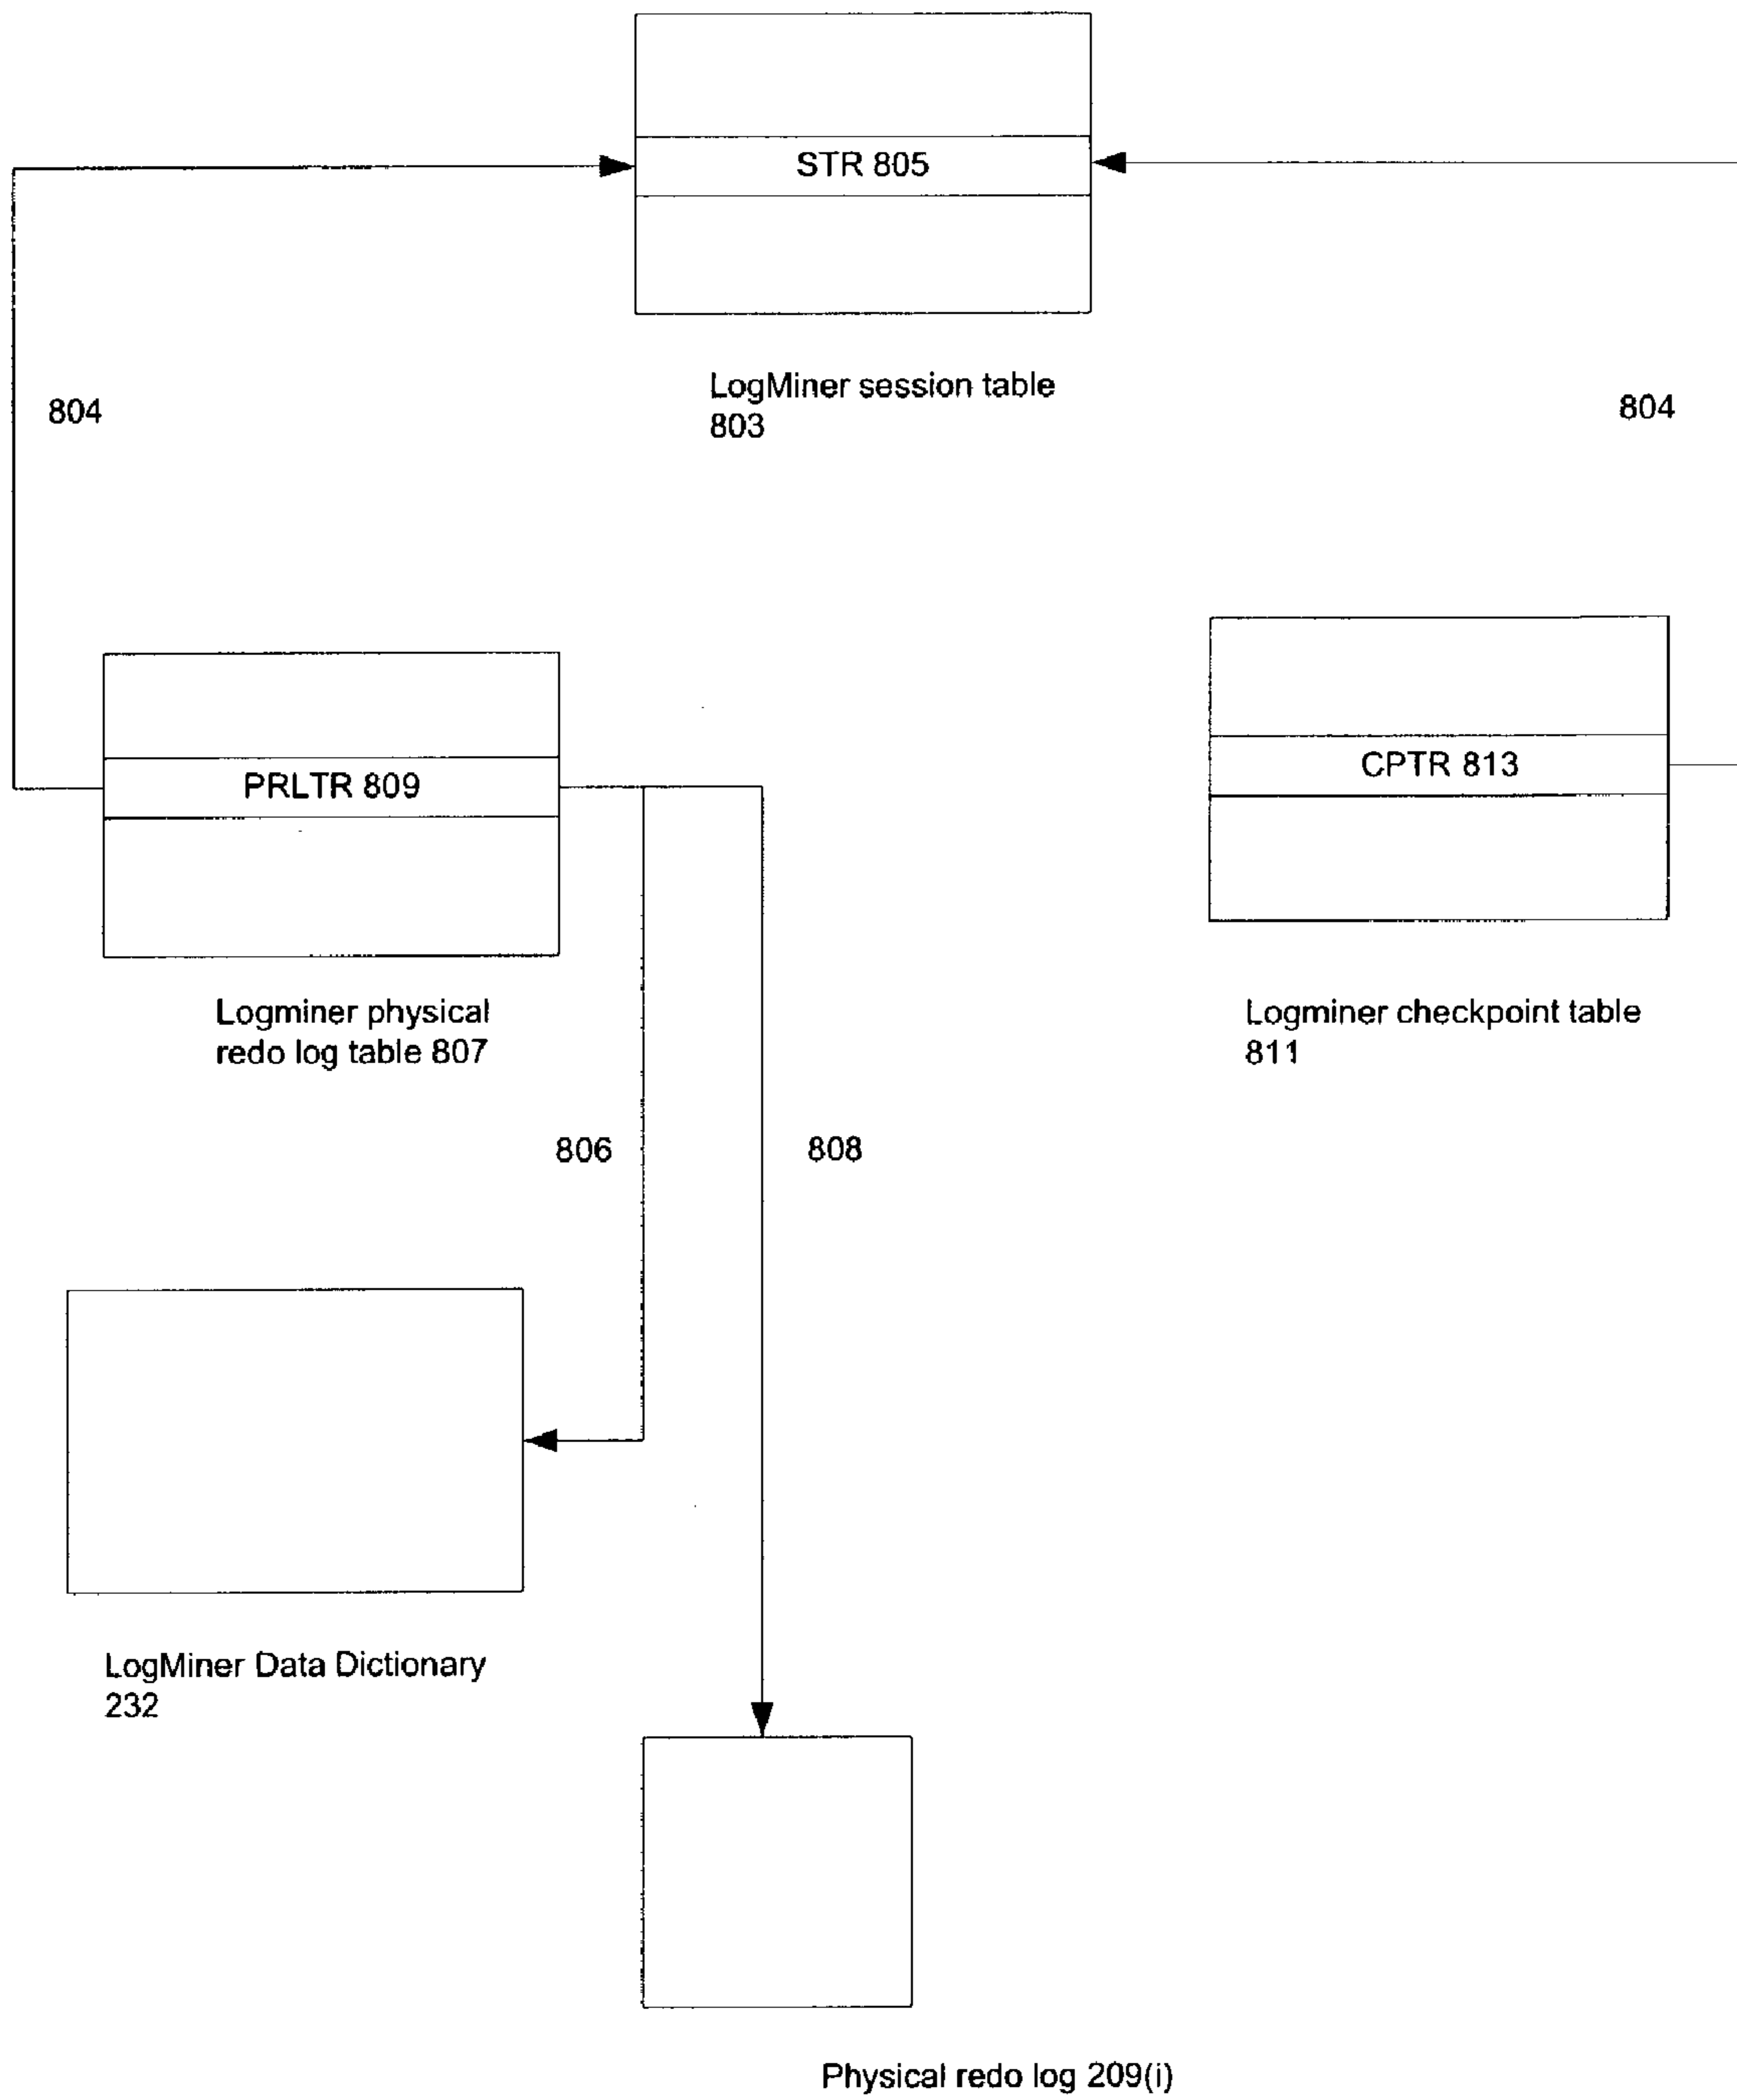 STR 805
LogMiner session table
803
804
804
PRLTR 809
CPTR 813
Logminer physical
redo log table 807
Logminer checkpoint table
811
806
808
LogMiner Data Dictionary
232
Physical redo log 209(i)